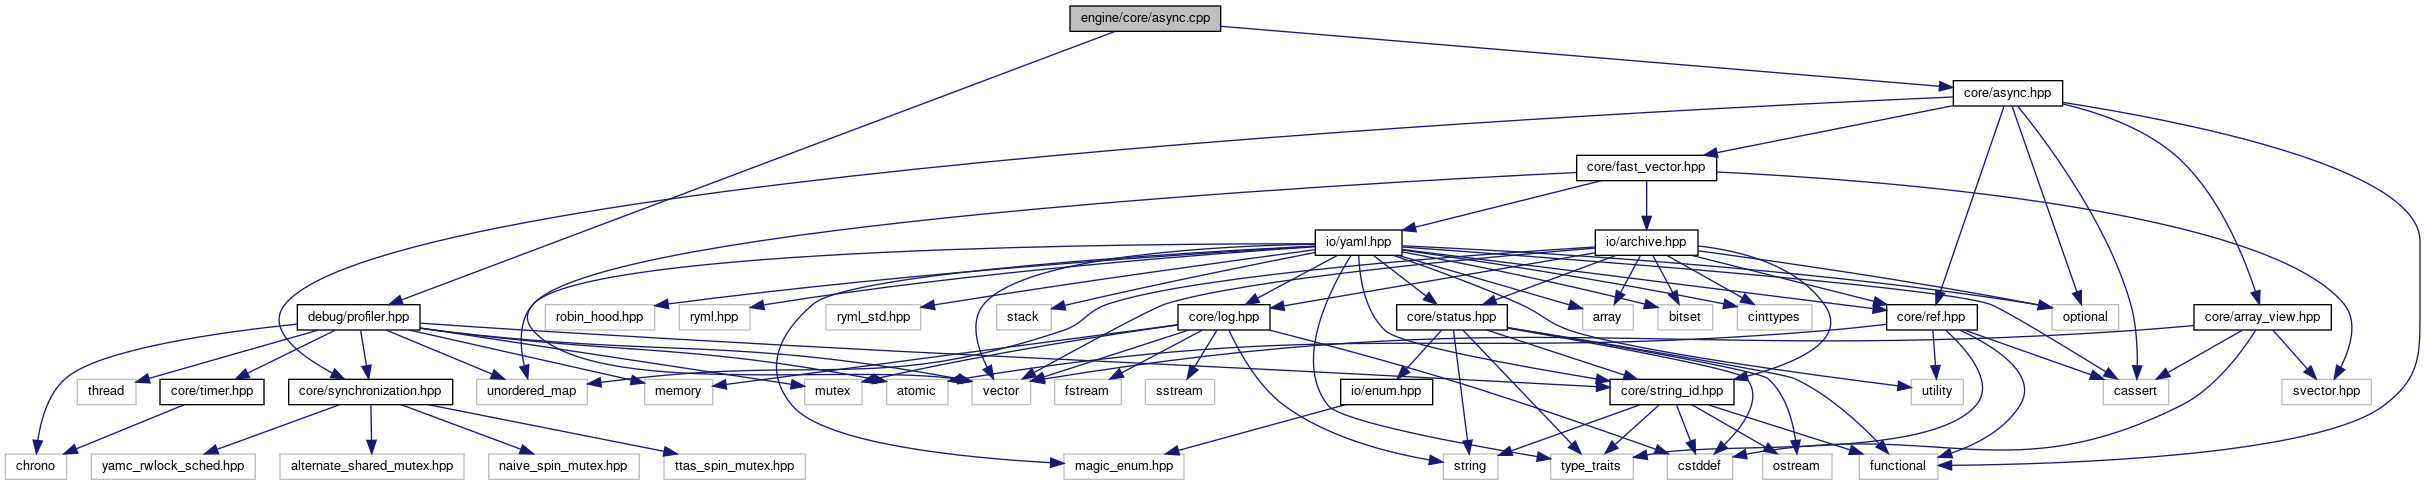 engine/core/async.cpp
core/async.hpp
core/fast_vector.hpp
io/yaml.hpp
io/archive.hpp
debug/profiler.hpp
robin_hood.hpp
ryml.hpp
ryml_std.hpp
stack
core/log.hpp
core/status.hpp
array
bitset
cinttypes
core/ref.hpp
optional
core/array_view.hpp
thread
core/timer.hpp
core/synchronization.hpp
unordered_map
memory
mutex
atomic
vector
fstream
sstream
io/enum.hpp
core/string_id.hpp
utility
cassert
svector.hpp
chrono
yamc_rwlock_sched.hpp
alternate_shared_mutex.hpp
naive_spin_mutex.hpp
ttas_spin_mutex.hpp
magic_enum.hpp
string
type_traits
cstddef
ostream
functional